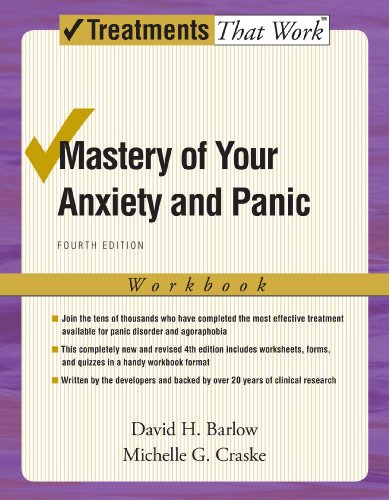 ✓Treatments That Work™
Mastery of Your
Anxiety and Panic
FOURTH EDITION
Workbook
■ Join the tens of thousands who have completed the most effective treatment
available for panic disorder and agoraphobia
■ This completely new and revised 4th edition includes worksheets, forms,
and quizzes in a handy workbook format
■ Written by the developers and backed by over 20 years of clinical research
David H. Barlow
Michelle G. Craske